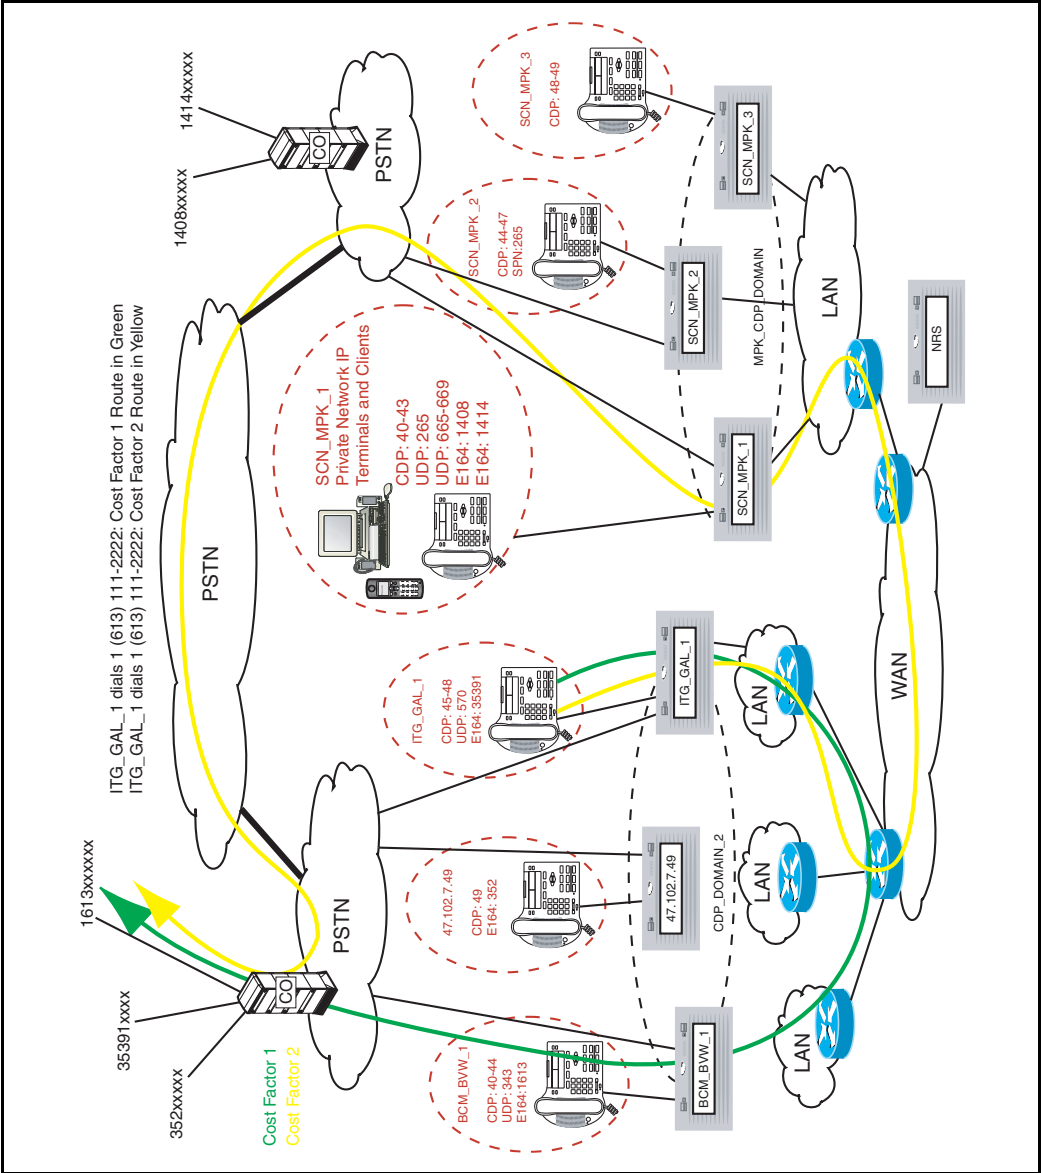 ITG_GAL_1 dials 1 (613) 111-2222: Cost Factor 1 Route in Green
ITG_GAL_1 dials 1 (613) 111-2222: Cost Factor 2 Route in Yellow
1613xxxxxxx
35391xxxx
352xxxxxx
Cost Factor 1
Cost Factor 2
CO
PSTN
PSTN
1408xxxxx
1414xxxxx
CO
PSTN
BCM_BVW_1
CDP: 40-44
UDP: 343
E164:1613
47.102.7.49
CDP: 49
E164: 352
ITG_GAL_1
CDP: 45-48
UDP: 570
E164: 35391
SCN_MPK_1
Private Network IP
Terminals and Clients
CDP: 40-43
UDP: 265
UDP: 665-669
E164: 1408
E164: 1414
SCN_MPK _2
CDP: 44-47
SPN:265
SCN_MPK_3
CDP: 48-49
BCM_BVW_1
47.102.7.49
ITG_GAL_1
SCN_MPK_1
SCN_MPK_2
SCN_MPK_3
CDP_DOMAIN_2
MPK_CDP_DOMAIN
LAN
LAN
LAN
LAN
WAN
NRS